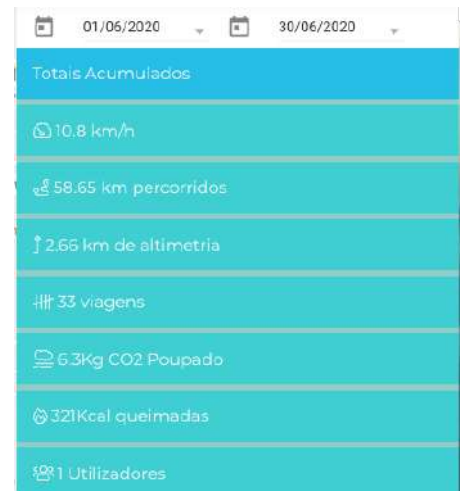 01/06/2020 30/06/2020
Totais Acumulados
10.8 km/h
58.65 km percorridos
2.66 km de altimetria
33 viagens
6.3Kg CO2 Poupado
321Kcal queimadas
1 Utilizadores